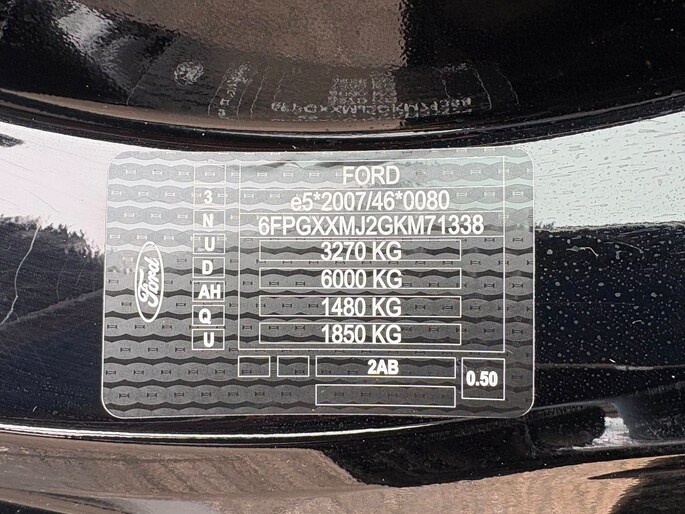 FORD
3
e5*2007/46*0080
N
6FPGXXMJ2GKM71338
U
3270 KG
D
6000 KG
Ford
AH
1480 KG
Q
1850 KG
U
2AB
0.50